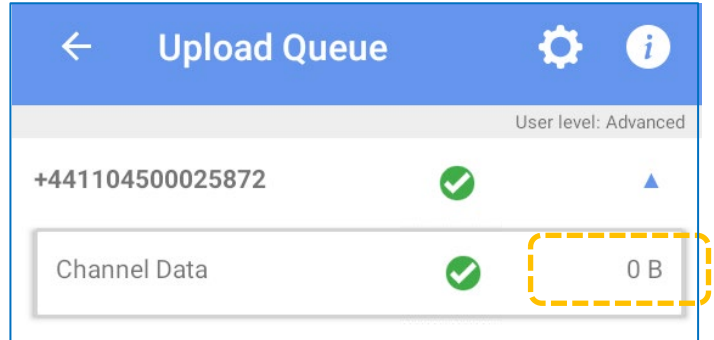 Upload Queue
User level: Advanced
+441104500025872
Channel Data 0 B